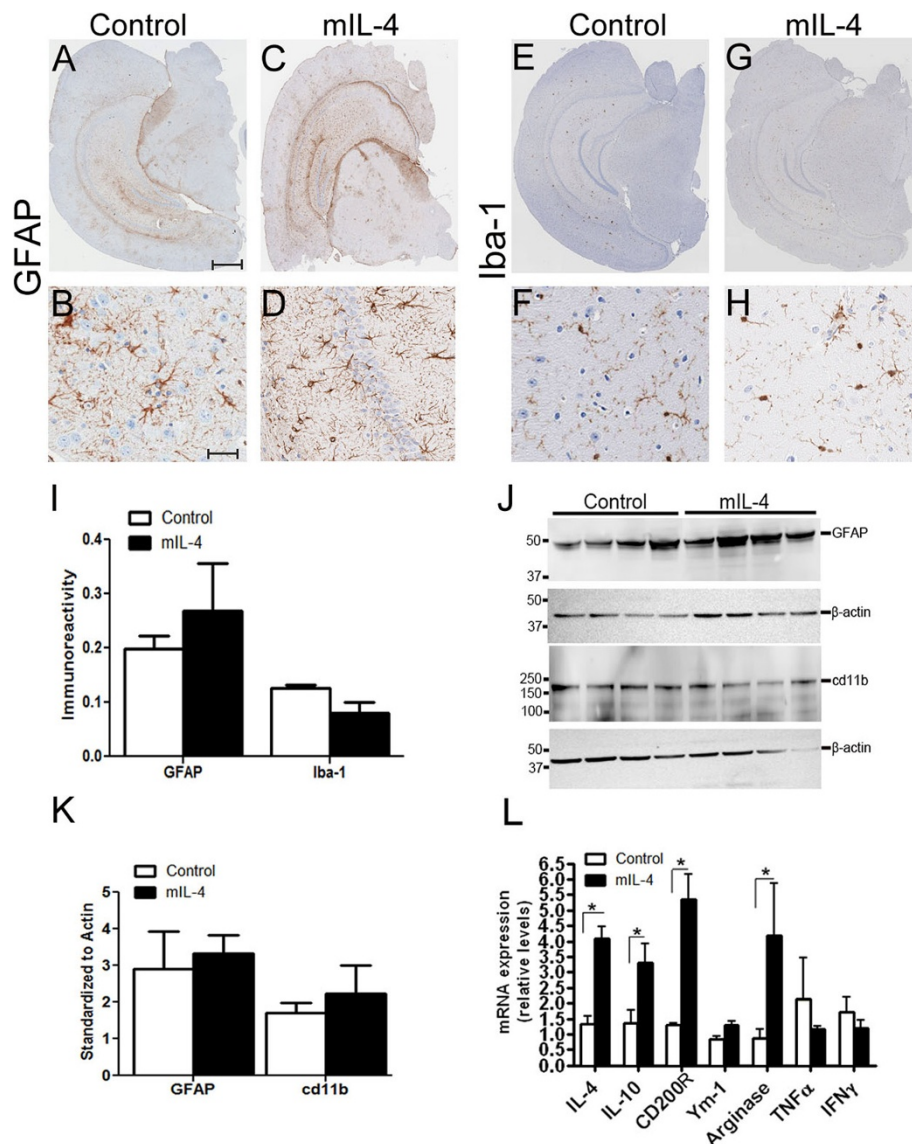 Control
mIL-4
Control
mIL-4
A
C
E
G
GFAP
Iba-1
B
D
F
H
I
Control
mIL-4
Immunoreactivity
0.4
0.3
0.2
0.1
0.0
GFAP
Iba-1
J
Control
mIL-4
50
37
GFAP
50
37
β-actin
250
150
100
cd11b
50
37
β-actin
K
Control
mIL-4
Standardized to Actin
5
4
3
2
1
0
GFAP
cd11b
L
Control
mIL-4
mRNA expression
(relative levels)
6.5
6.0
5.5
5.0
4.5
4.0
3.5
3.0
2.5
2.0
1.5
1.0
0.5
0.0
*
*
*
*
IL-4
IL-10
CD200R
Ym-1
Arginase
TNFα
IFNγ